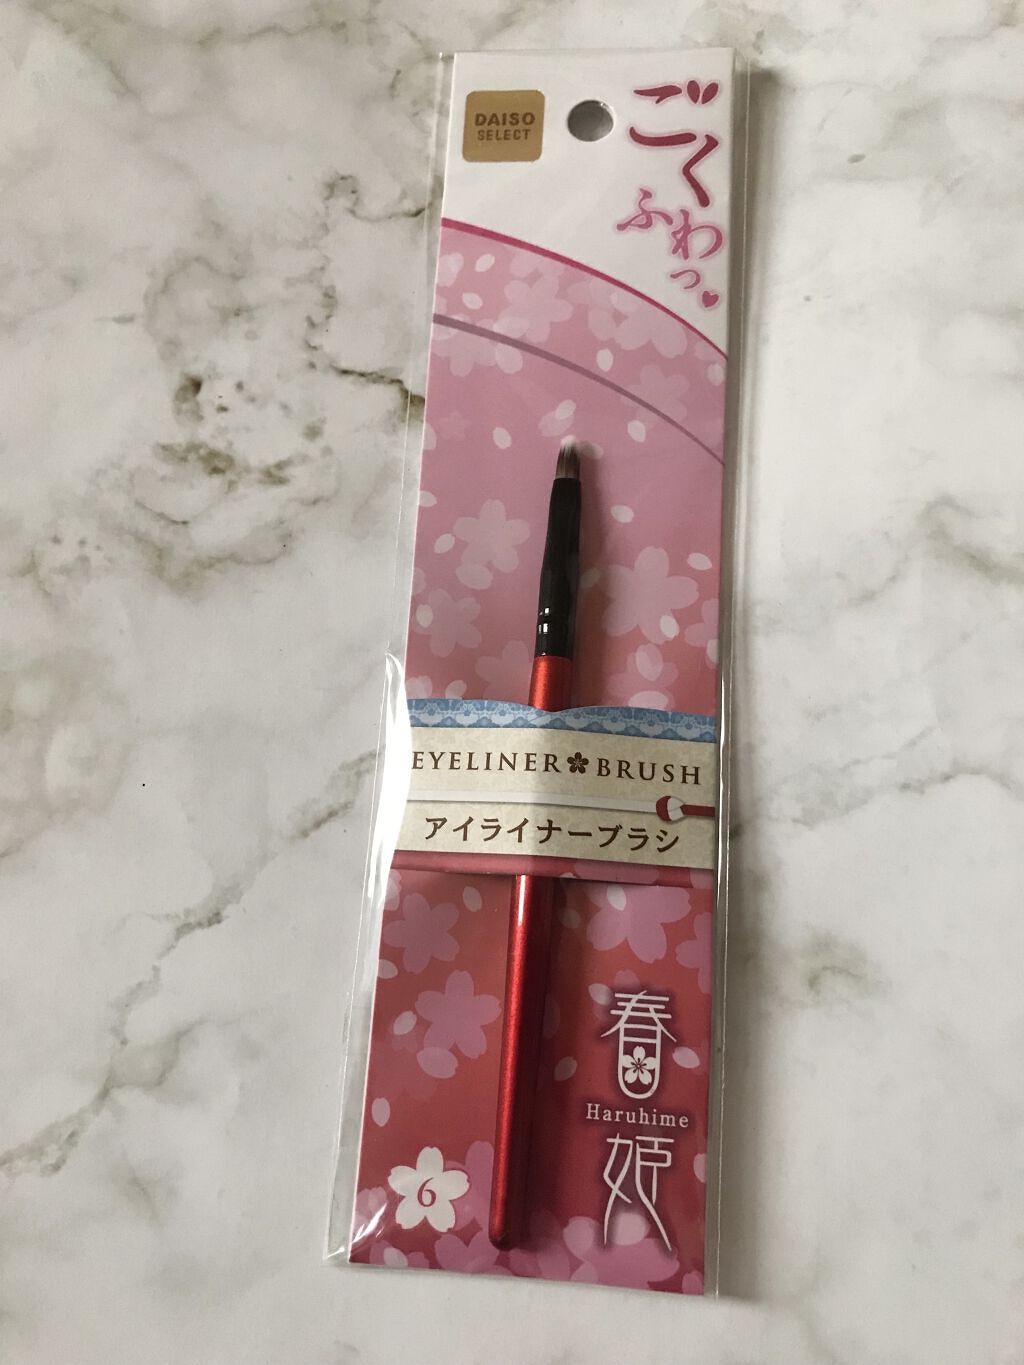 DAISO
SELECT
ごく
ふわっ
EYELINER BRUSH
アイライナーブラシ
春
Haruhime
姫
6